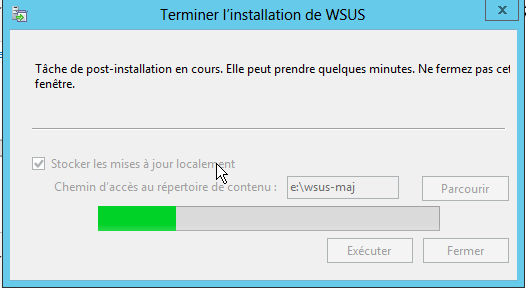 Terminer l'installation de WSUS
x
Tâche de post-installation en cours. Elle peut prendre quelques minutes. Ne fermez pas cet
fenêtre.
Stocker les mises à jour localement
Chemin d'accès au répertoire de contenu :
e:\wsus-maj
Parcourir
Exécuter
Fermer